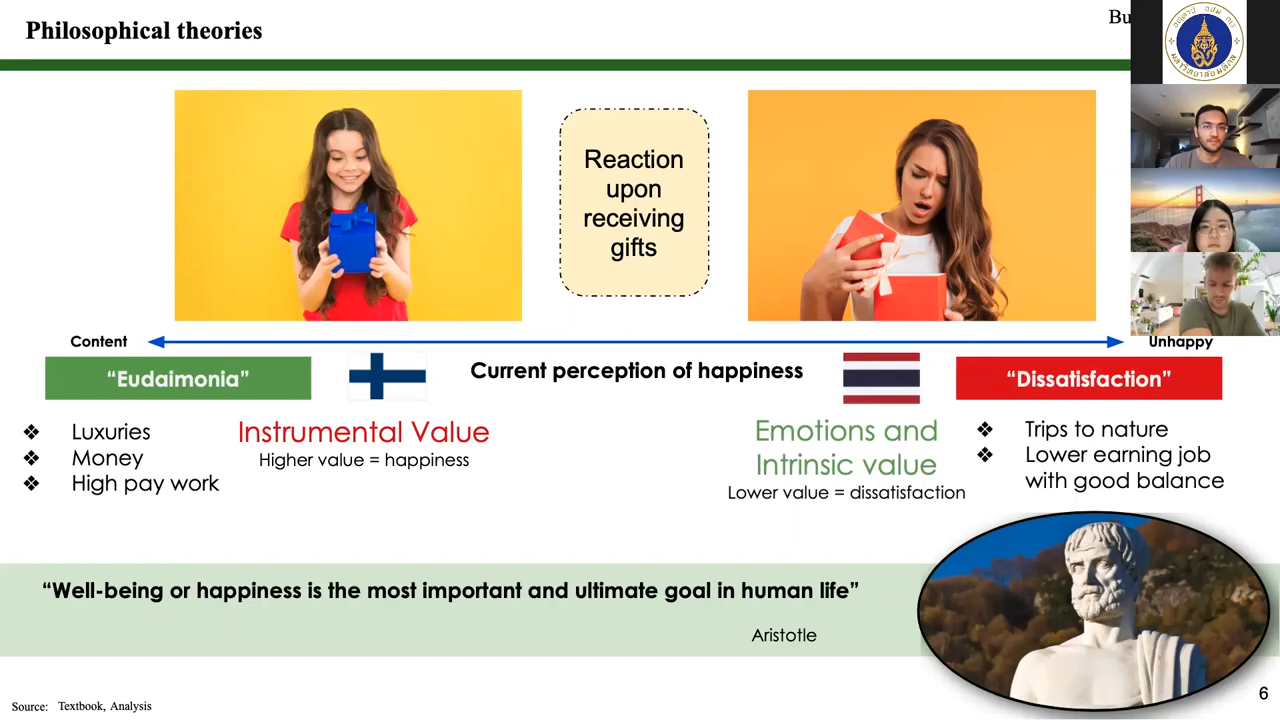 Philosophical theories
Bu
Reaction
upon
receiving
gifts
Content
Unhappy
“Eudaimonia”
Current perception of happiness
“Dissatisfaction”
❖ Luxuries
❖ Money
❖ High pay work
Instrumental Value
Higher value = happiness
Emotions and
Intrinsic value
Lower value = dissatisfaction
❖ Trips to nature
❖ Lower earning job
with good balance
“Well-being or happiness is the most important and ultimate goal in human life”
Aristotle
Source: Textbook, Analysis
6